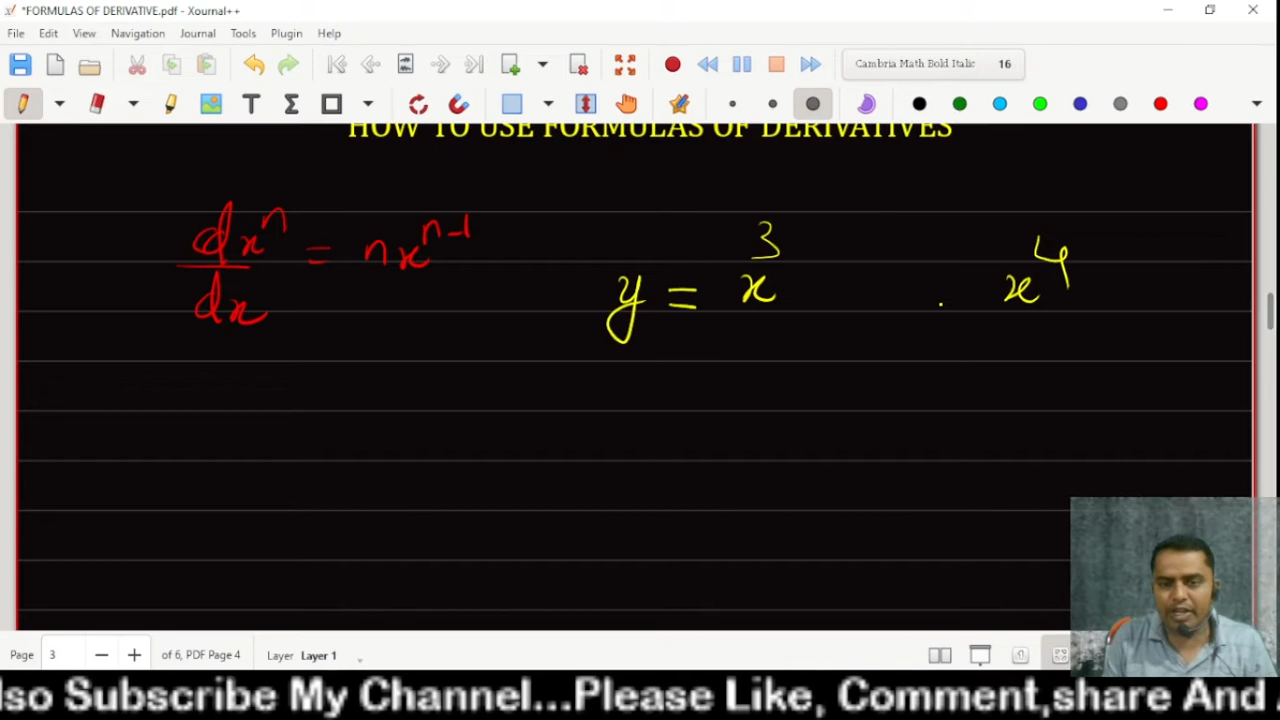 *FORMULAS OF DERIVATIVE.pdf - Xournal++
File Edit View Navigation Journal Tools Plugin Help
Cambria Math Bold Italic 16
HOW TO USE FORMULAS OF DERIVATIVES
dxⁿ/dx = nxⁿ⁻¹
y = x³ . x⁴
Page 3 of 6, PDF Page 4 Layer Layer 1
lso Subscribe My Channel...Please Like, Comment,share And